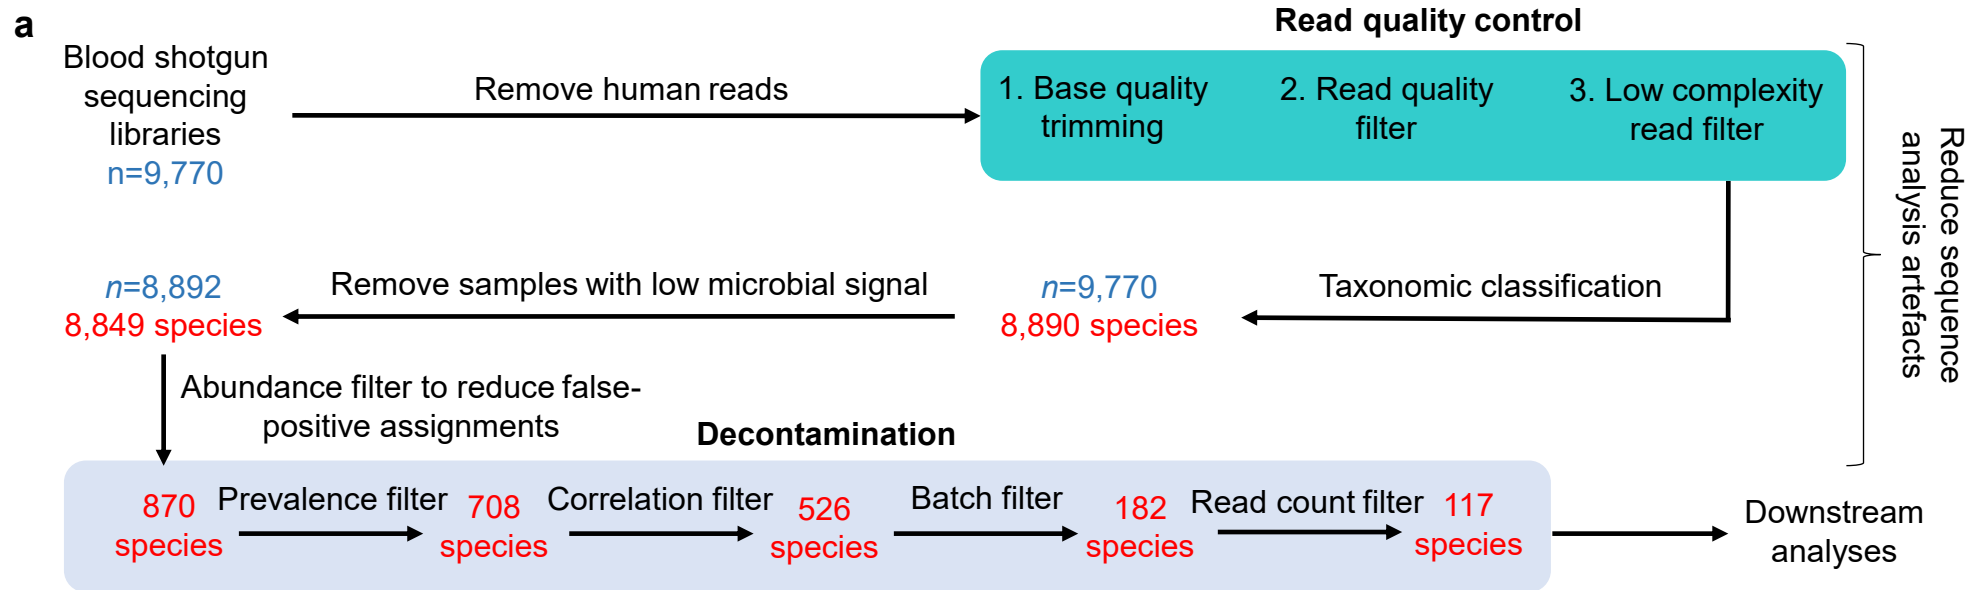 a
Blood shotgun
sequencing
libraries
n=9,770
Remove human reads
Read quality control
1. Base quality
trimming
2. Read quality
filter
3. Low complexity
read filter
Reduce sequence
analysis artefacts
Taxonomic classification
n=9,770
8,890 species
Remove samples with low microbial signal
n=8,892
8,849 species
Abundance filter to reduce false-
positive assignments
Decontamination
870
species
Prevalence filter
708
species
Correlation filter
526
species
Batch filter
182
species
Read count filter
117
species
Downstream
analyses